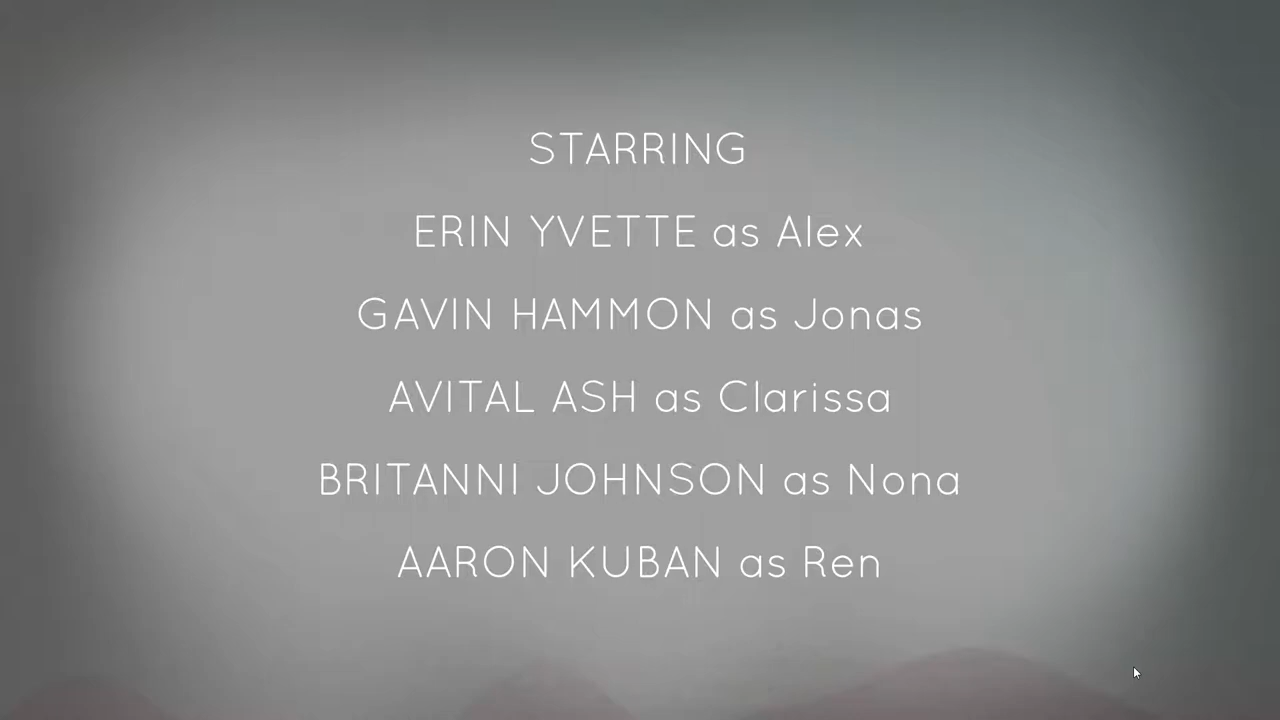 STARRING
ERIN YVETTE as Alex
GAVIN HAMMON as Jonas
AVITAL ASH as Clarissa
BRITANNI JOHNSON as Nona
AARON KUBAN as Ren